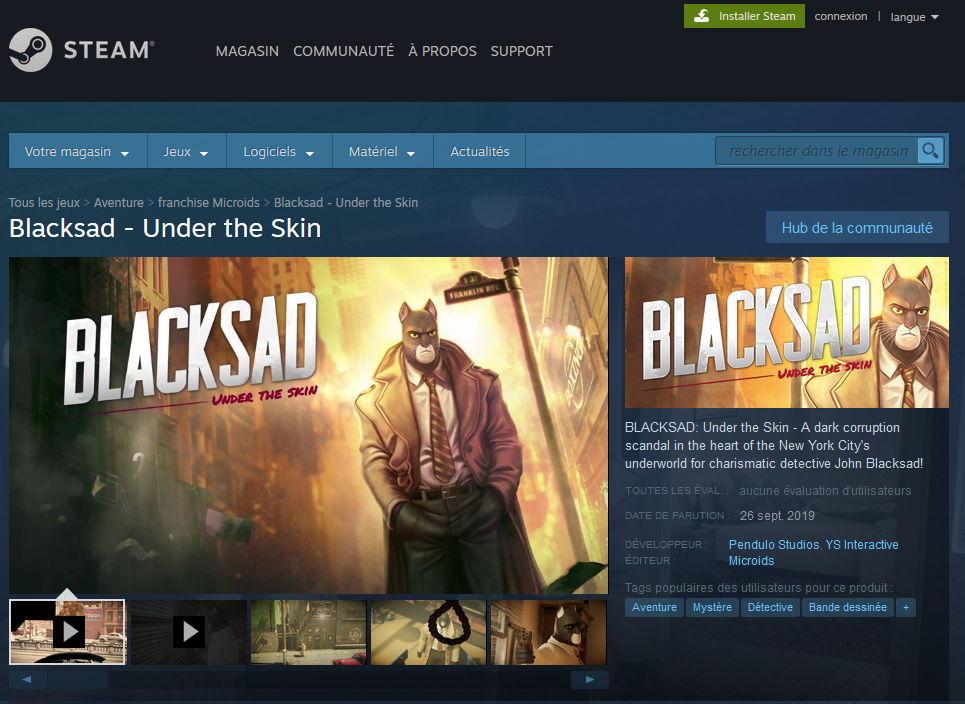 Installer Steam connexion | langue
STEAM®
MAGASIN COMMUNAUTÉ À PROPOS SUPPORT
Votre magasin Jeux Logiciels Matériel Actualités rechercher dans le magasin
Tous les jeux > Aventure > franchise Microids > Blacksad - Under the Skin
Blacksad - Under the Skin
Hub de la communauté
FRANKLIN AVE.
BLACKSAD
UNDER THE SKIN
BLACKSAD
UNDER THE SKIN
BLACKSAD: Under the Skin - A dark corruption
scandal in the heart of the New York City's
underworld for charismatic detective John Blacksad!
TOUTES LES ÉVAL. : aucune évaluation d'utilisateurs
DATE DE PARUTION : 26 sept. 2019
DÉVELOPPEUR : Pendulo Studios, YS Interactive
ÉDITEUR : Microids
Tags populaires des utilisateurs pour ce produit :
Aventure Mystère Détective Bande dessinée +